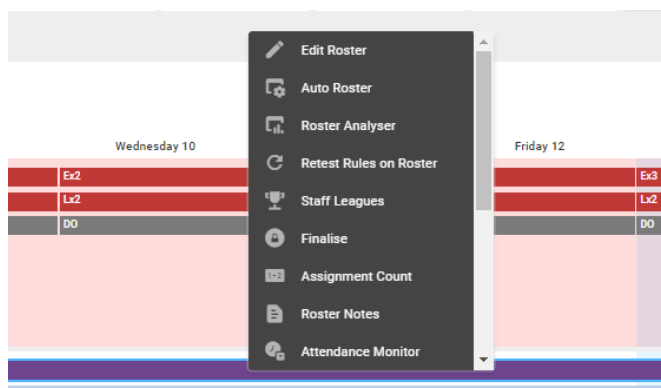 Edit Roster
Auto Roster
Roster Analyser
Wednesday 10
Friday 12
Retest Rules on Roster
Ex2
Ex3
Staff Leagues
Lx2
Lx2
DO
DO
Finalise
1-2
Assignment Count
Roster Notes
Attendance Monitor